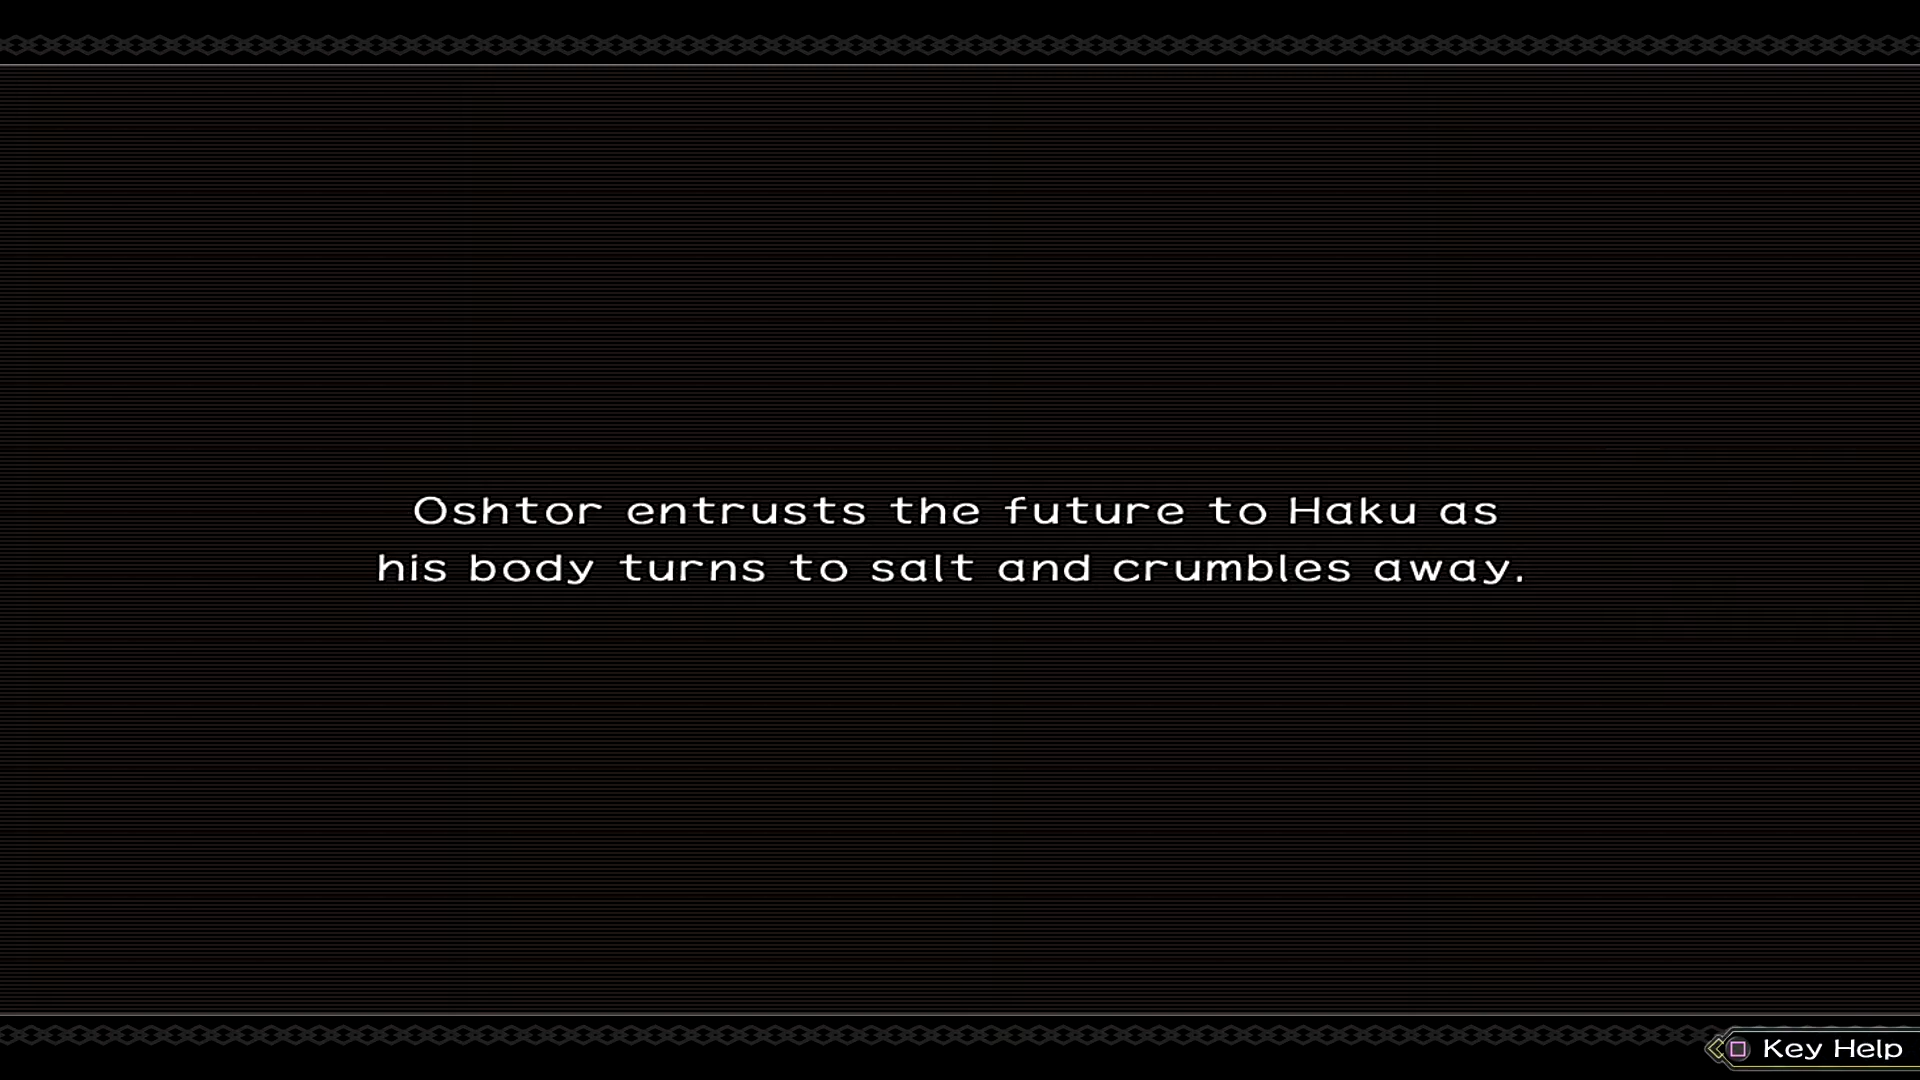 Oshtor entrusts the future to Haku as
his body turns to salt and crumbles away.
Key Help